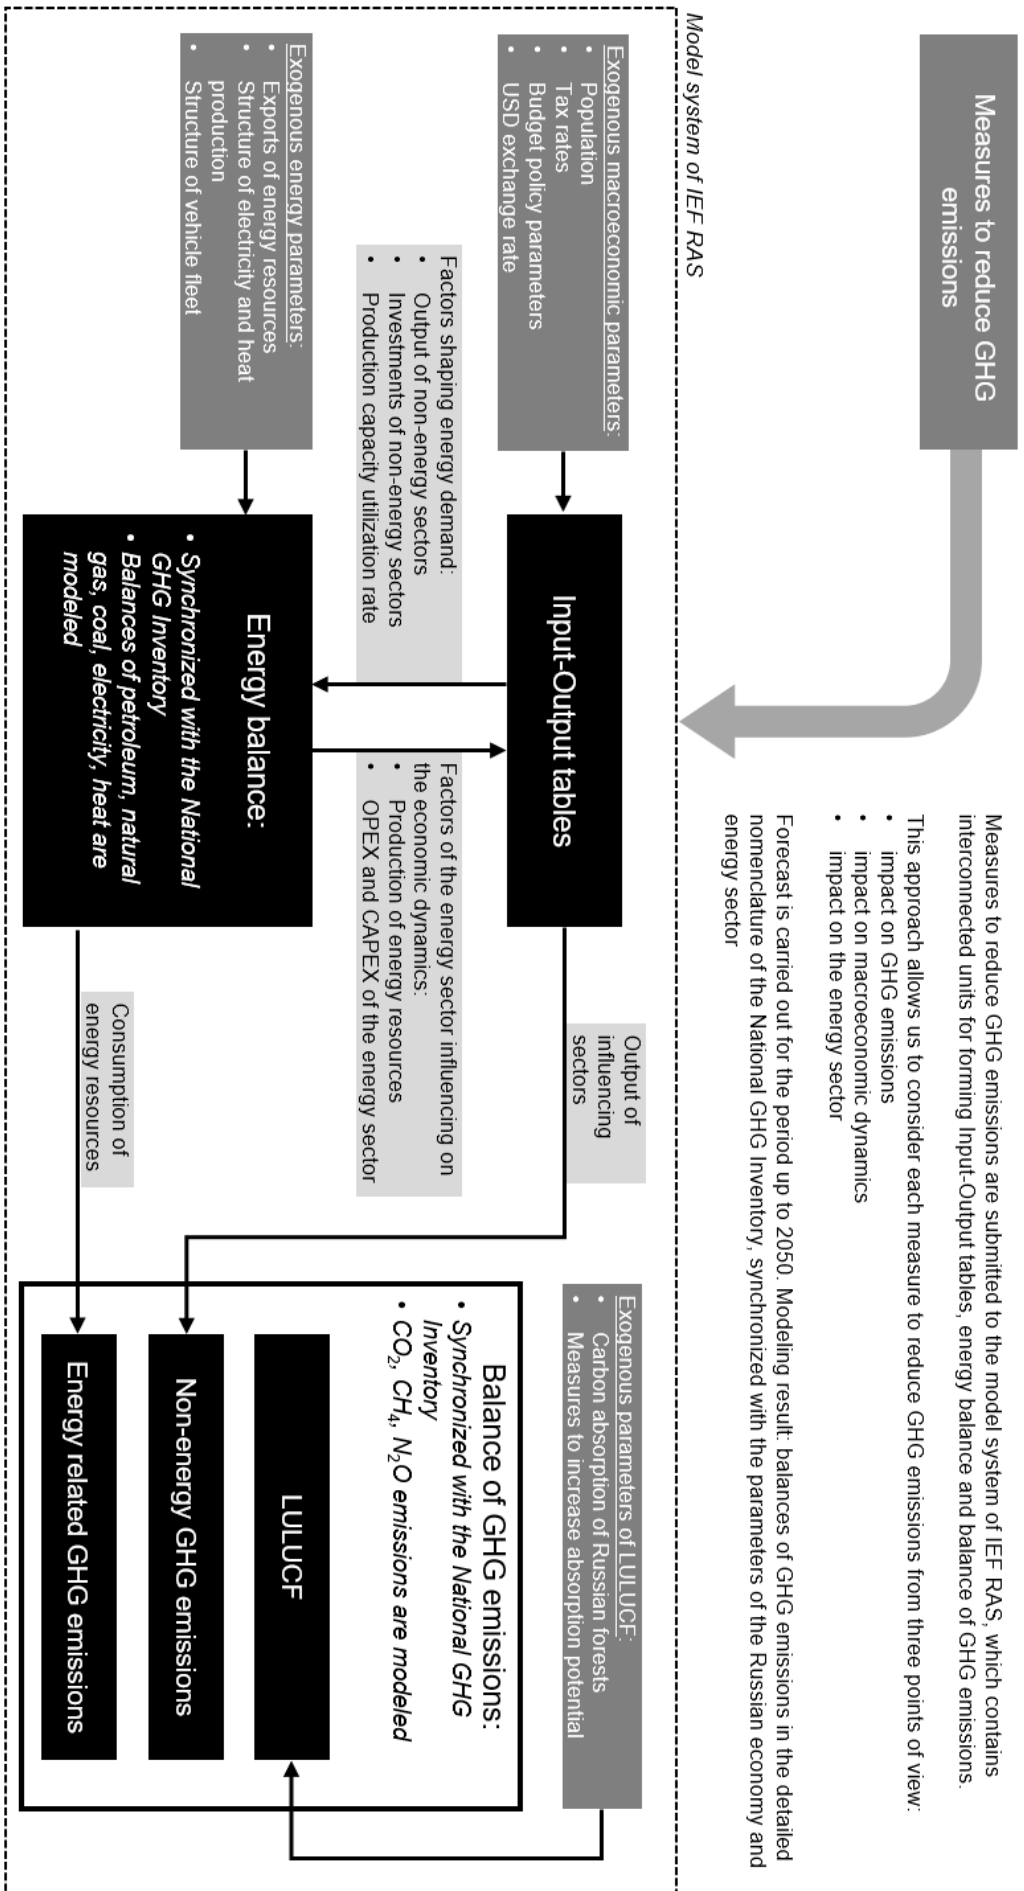 Measures to reduce GHG
emissions
Measures to reduce GHG emissions are submitted to the model system of IEF RAS, which contains
interconnected units for forming Input-Output tables, energy balance and balance of GHG emissions.
This approach allows us to consider each measure to reduce GHG emissions from three points of view:
• impact on GHG emissions
• impact on macroeconomic dynamics
• impact on the energy sector
Forecast is carried out for the period up to 2050. Modeling result: balances of GHG emissions in the detailed
nomenclature of the National GHG Inventory, synchronized with the parameters of the Russian economy and
energy sector
Model system of IEF RAS
Exogenous macroeconomic parameters:
• Population
• Tax rates
• Budget policy parameters
• USD exchange rate
Input-Output tables
Output of
influencing
sectors
Exogenous parameters of LULUCF:
• Carbon absorption of Russian forests
• Measures to increase absorption potential
Factors shaping energy demand:
• Output of non-energy sectors
• Investments of non-energy sectors
• Production capacity utilization rate
Factors of the energy sector influencing on
the economic dynamics:
• Production of energy resources
• OPEX and CAPEX of the energy sector
Exogenous energy parameters:
• Exports of energy resources
• Structure of electricity and heat
production
• Structure of vehicle fleet
Energy balance:
• Synchronized with the National
GHG Inventory
• Balances of petroleum, natural
gas, coal, electricity, heat are
modeled
Consumption of
energy resources
Balance of GHG emissions:
• Synchronized with the National GHG
Inventory
• CO₂, CH₄, N₂O emissions are modeled
LULUCF
Non-energy GHG emissions
Energy related GHG emissions